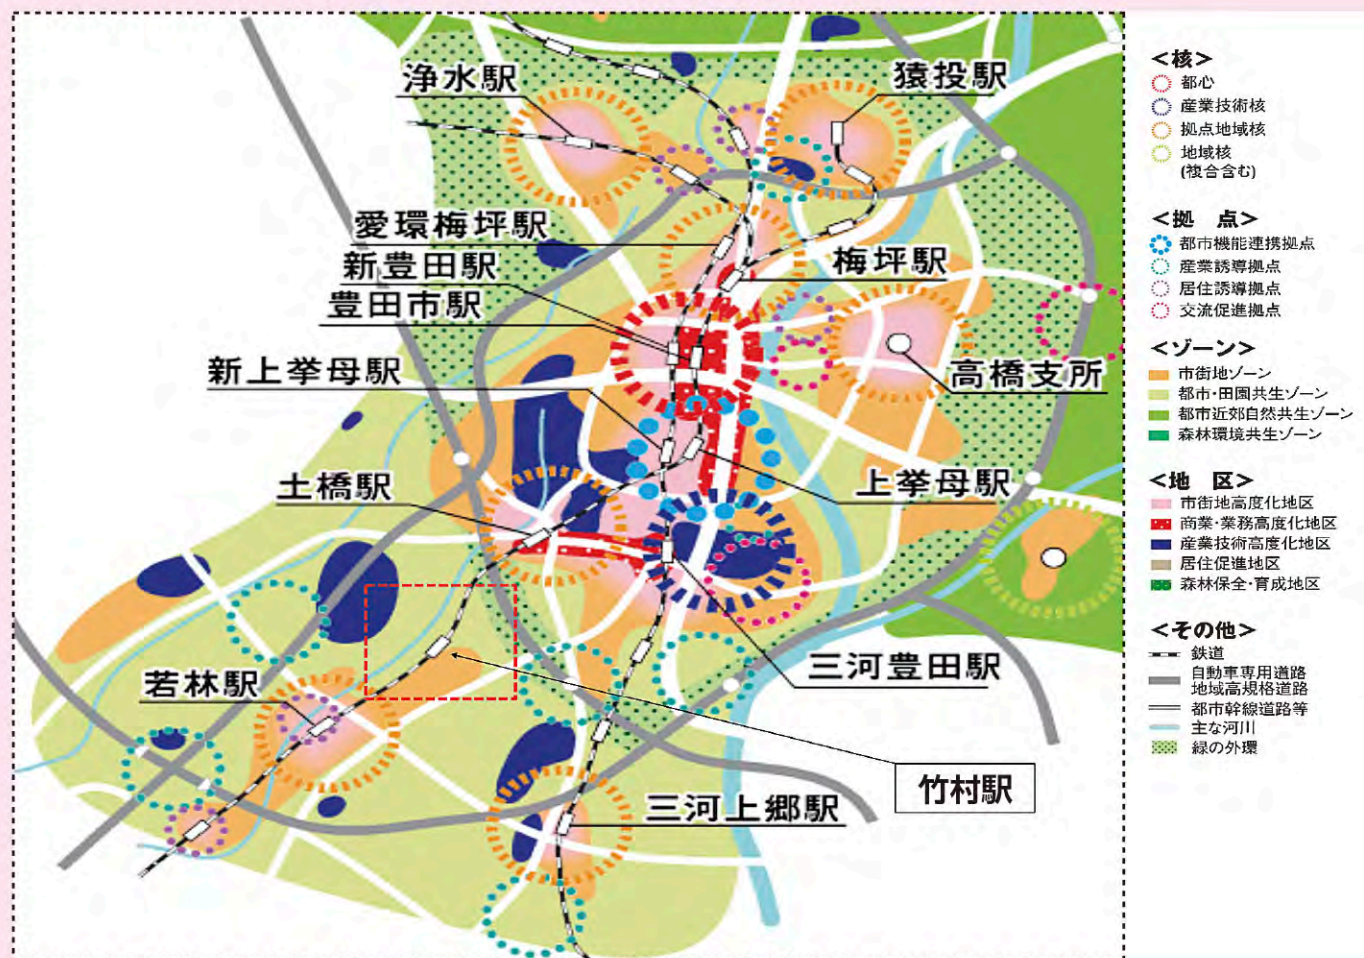 浄水駅
猿投駅
愛環梅坪駅
新豊田駅
梅坪駅
豊田市駅
新上挙母駅
高橋支所
土橋駅
上挙母駅
若林駅
三河豊田駅
竹村駅
三河上郷駅
<核>
都心
産業技術核
拠点地域核
地域核
(複合含む)
<拠 点>
都市機能連携拠点
産業誘導拠点
居住誘導拠点
交流促進拠点
<ゾーン>
市街地ゾーン
都市・田園共生ゾーン
都市近郊自然共生ゾーン
森林環境共生ゾーン
<地 区>
市街地高度化地区
商業・業務高度化地区
産業技術高度化地区
居住促進地区
森林保全・育成地区
<その他>
鉄道
自動車専用道路
地域高規格道路
都市幹線道路等
主な河川
緑の外環